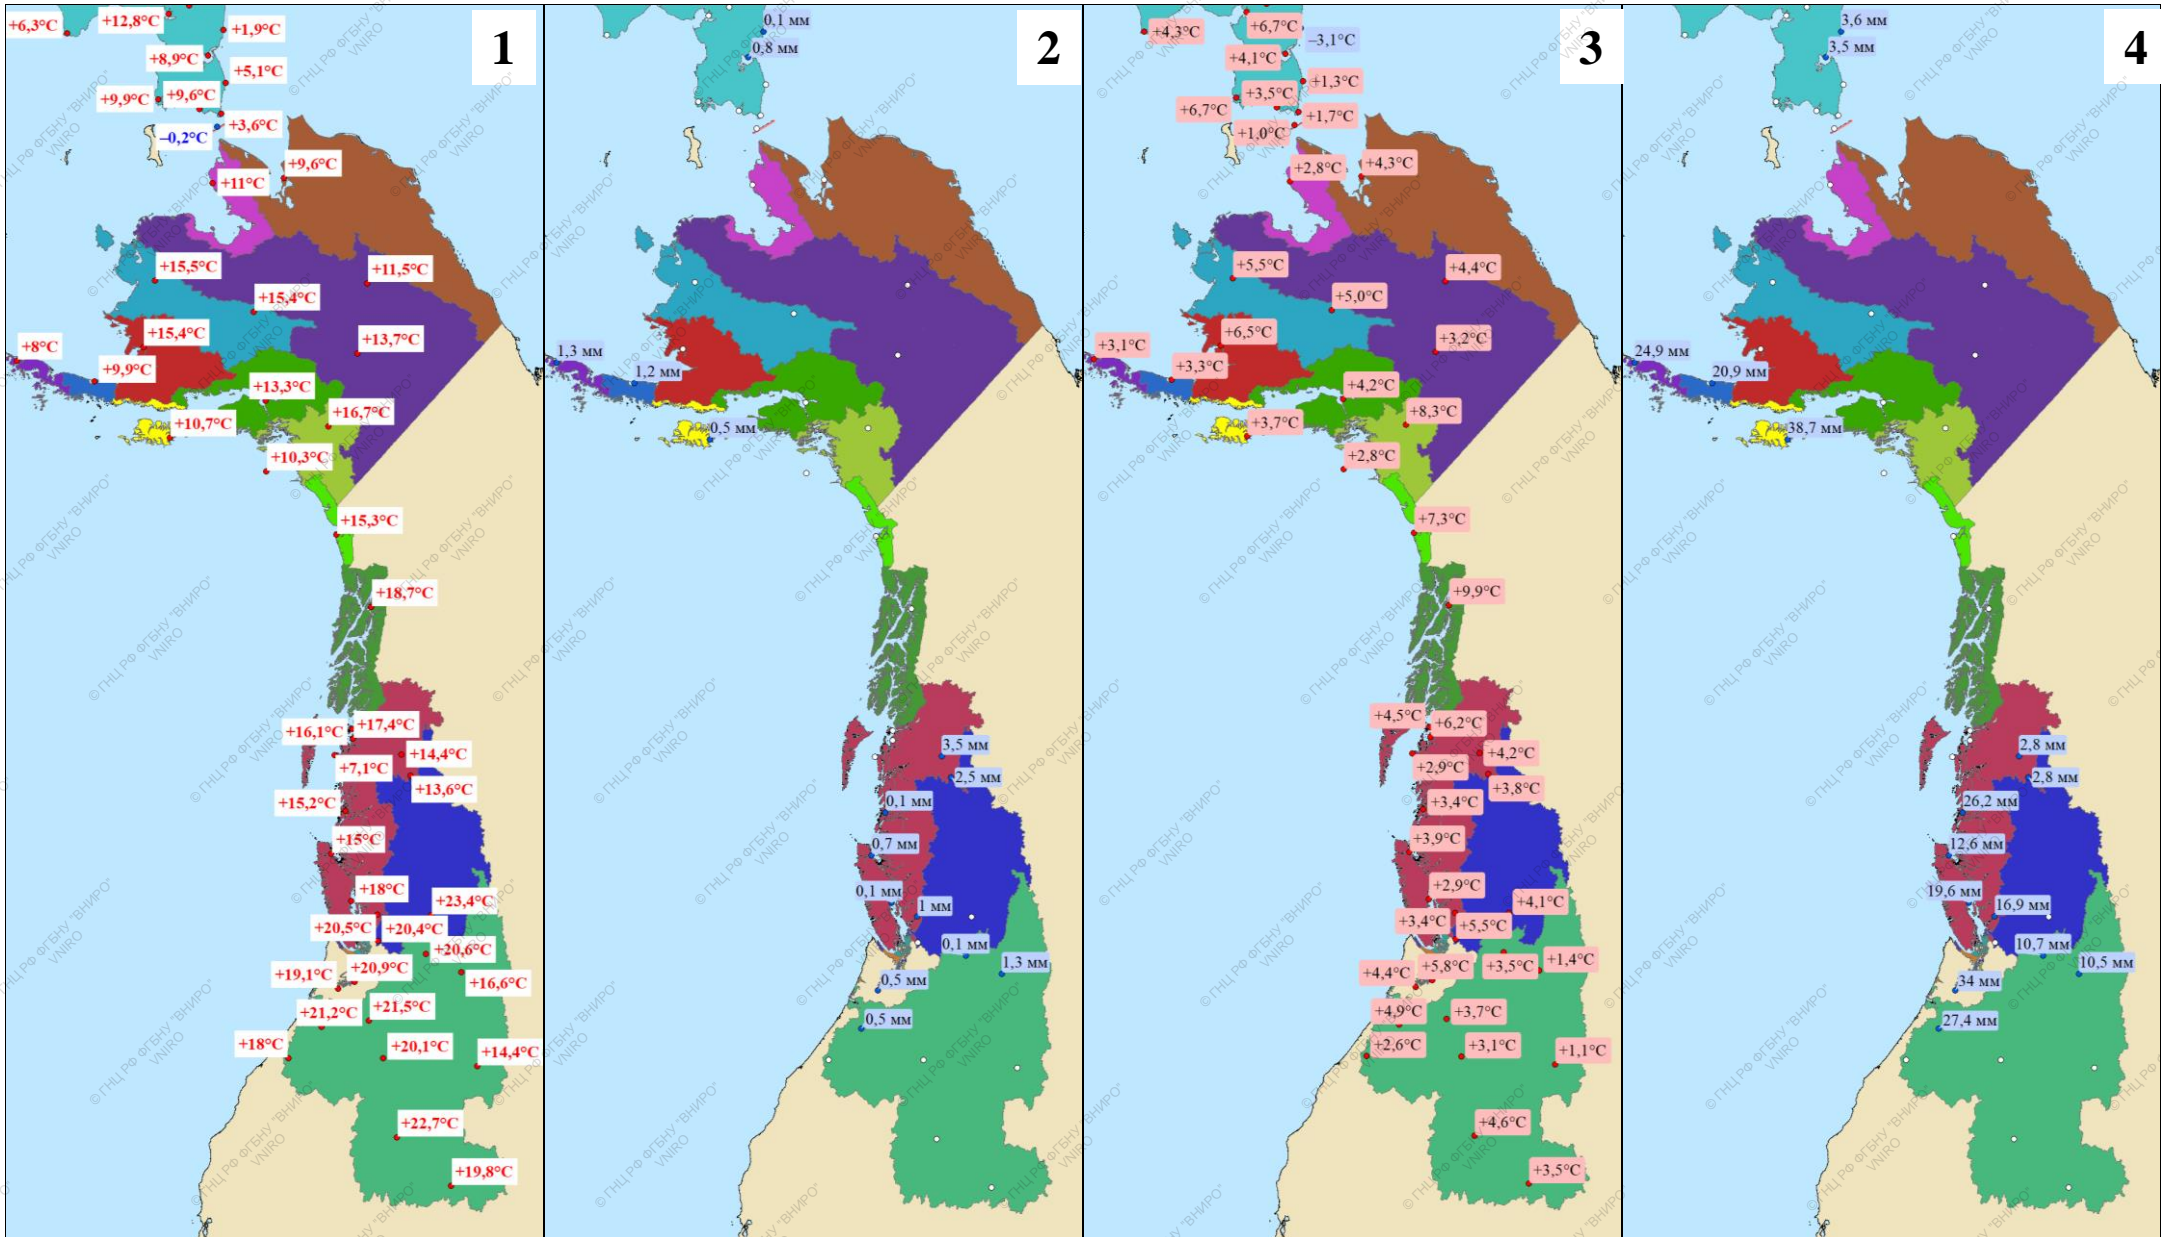 1
+6,3°C
+12,8°C
+1,9°C
+8,9°C
+5,1°C
+9,9°C
+9,6°C
+3,6°C
–0,2°C
+9,6°C
+11°C
+15,5°C
+11,5°C
+15,4°C
+15,4°C
+13,7°C
+8°C
+9,9°C
+13,3°C
+16,7°C
+10,7°C
+10,3°C
+15,3°C
+18,7°C
+17,4°C
+16,1°C
+14,4°C
+7,1°C
+13,6°C
+15,2°C
+15°C
+18°C
+23,4°C
+20,5°C
+20,4°C
+20,6°C
+20,9°C
+19,1°C
+16,6°C
+21,5°C
+21,2°C
+18°C
+20,1°C
+14,4°C
+22,7°C
+19,8°C
2
0,1 мм
0,8 мм
1,3 мм
1,2 мм
0,5 мм
3,5 мм
2,5 мм
0,1 мм
0,7 мм
0,1 мм
1 мм
0,1 мм
1,3 мм
0,5 мм
0,5 мм
3
+4,3°C
+6,7°C
–3,1°C
+4,1°C
+1,3°C
+3,5°C
+6,7°C
+1,7°C
+1,0°C
+2,8°C
+4,3°C
+5,5°C
+4,4°C
+5,0°C
+6,5°C
+3,2°C
+3,1°C
+3,3°C
+4,2°C
+8,3°C
+3,7°C
+2,8°C
+7,3°C
+9,9°C
+4,5°C
+6,2°C
+4,2°C
+2,9°C
+3,8°C
+3,4°C
+3,9°C
+2,9°C
+4,1°C
+3,4°C
+5,5°C
+1,4°C
+5,8°C
+3,5°C
+4,4°C
+4,9°C
+3,7°C
+2,6°C
+3,1°C
+1,1°C
+4,6°C
+3,5°C
4
3,6 мм
3,5 мм
24,9 мм
20,9 мм
38,7 мм
2,8 мм
2,8 мм
26,2 мм
12,6 мм
19,6 мм
16,9 мм
10,7 мм
10,5 мм
34 мм
27,4 мм
© ГНЦ РФ ФГБНУ "ВНИРО"
VNIRO